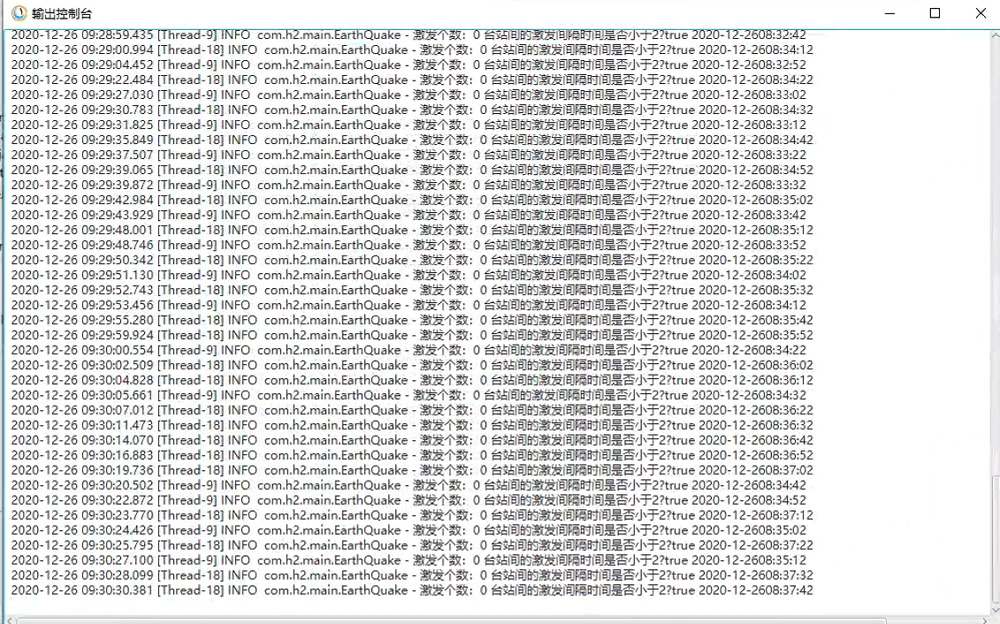 输出控制台
2020-12-26 09:28:59.435 [Thread-9] INFO  com.h2.main.EarthQuake - 激发个数：0 台站间的激发间隔时间是否小于2?true 2020-12-2608:32:42
2020-12-26 09:29:00.994 [Thread-18] INFO  com.h2.main.EarthQuake - 激发个数：0 台站间的激发间隔时间是否小于2?true 2020-12-2608:34:12
2020-12-26 09:29:04.452 [Thread-9] INFO  com.h2.main.EarthQuake - 激发个数：0 台站间的激发间隔时间是否小于2?true 2020-12-2608:32:52
2020-12-26 09:29:22.484 [Thread-18] INFO  com.h2.main.EarthQuake - 激发个数：0 台站间的激发间隔时间是否小于2?true 2020-12-2608:34:22
2020-12-26 09:29:27.030 [Thread-9] INFO  com.h2.main.EarthQuake - 激发个数：0 台站间的激发间隔时间是否小于2?true 2020-12-2608:33:02
2020-12-26 09:29:30.783 [Thread-18] INFO  com.h2.main.EarthQuake - 激发个数：0 台站间的激发间隔时间是否小于2?true 2020-12-2608:34:32
2020-12-26 09:29:31.825 [Thread-9] INFO  com.h2.main.EarthQuake - 激发个数：0 台站间的激发间隔时间是否小于2?true 2020-12-2608:33:12
2020-12-26 09:29:35.849 [Thread-18] INFO  com.h2.main.EarthQuake - 激发个数：0 台站间的激发间隔时间是否小于2?true 2020-12-2608:34:42
2020-12-26 09:29:37.507 [Thread-9] INFO  com.h2.main.EarthQuake - 激发个数：0 台站间的激发间隔时间是否小于2?true 2020-12-2608:33:22
2020-12-26 09:29:39.065 [Thread-18] INFO  com.h2.main.EarthQuake - 激发个数：0 台站间的激发间隔时间是否小于2?true 2020-12-2608:34:52
2020-12-26 09:29:39.872 [Thread-9] INFO  com.h2.main.EarthQuake - 激发个数：0 台站间的激发间隔时间是否小于2?true 2020-12-2608:33:32
2020-12-26 09:29:42.984 [Thread-18] INFO  com.h2.main.EarthQuake - 激发个数：0 台站间的激发间隔时间是否小于2?true 2020-12-2608:35:02
2020-12-26 09:29:43.929 [Thread-9] INFO  com.h2.main.EarthQuake - 激发个数：0 台站间的激发间隔时间是否小于2?true 2020-12-2608:33:42
2020-12-26 09:29:48.001 [Thread-18] INFO  com.h2.main.EarthQuake - 激发个数：0 台站间的激发间隔时间是否小于2?true 2020-12-2608:35:12
2020-12-26 09:29:48.746 [Thread-9] INFO  com.h2.main.EarthQuake - 激发个数：0 台站间的激发间隔时间是否小于2?true 2020-12-2608:33:52
2020-12-26 09:29:50.342 [Thread-18] INFO  com.h2.main.EarthQuake - 激发个数：0 台站间的激发间隔时间是否小于2?true 2020-12-2608:35:22
2020-12-26 09:29:51.130 [Thread-9] INFO  com.h2.main.EarthQuake - 激发个数：0 台站间的激发间隔时间是否小于2?true 2020-12-2608:34:02
2020-12-26 09:29:52.743 [Thread-18] INFO  com.h2.main.EarthQuake - 激发个数：0 台站间的激发间隔时间是否小于2?true 2020-12-2608:35:32
2020-12-26 09:29:53.456 [Thread-9] INFO  com.h2.main.EarthQuake - 激发个数：0 台站间的激发间隔时间是否小于2?true 2020-12-2608:34:12
2020-12-26 09:29:55.280 [Thread-18] INFO  com.h2.main.EarthQuake - 激发个数：0 台站间的激发间隔时间是否小于2?true 2020-12-2608:35:42
2020-12-26 09:29:59.924 [Thread-18] INFO  com.h2.main.EarthQuake - 激发个数：0 台站间的激发间隔时间是否小于2?true 2020-12-2608:35:52
2020-12-26 09:30:00.554 [Thread-9] INFO  com.h2.main.EarthQuake - 激发个数：0 台站间的激发间隔时间是否小于2?true 2020-12-2608:34:22
2020-12-26 09:30:02.509 [Thread-18] INFO  com.h2.main.EarthQuake - 激发个数：0 台站间的激发间隔时间是否小于2?true 2020-12-2608:36:02
2020-12-26 09:30:04.828 [Thread-18] INFO  com.h2.main.EarthQuake - 激发个数：0 台站间的激发间隔时间是否小于2?true 2020-12-2608:36:12
2020-12-26 09:30:05.661 [Thread-9] INFO  com.h2.main.EarthQuake - 激发个数：0 台站间的激发间隔时间是否小于2?true 2020-12-2608:34:32
2020-12-26 09:30:07.012 [Thread-18] INFO  com.h2.main.EarthQuake - 激发个数：0 台站间的激发间隔时间是否小于2?true 2020-12-2608:36:22
2020-12-26 09:30:11.473 [Thread-18] INFO  com.h2.main.EarthQuake - 激发个数：0 台站间的激发间隔时间是否小于2?true 2020-12-2608:36:32
2020-12-26 09:30:14.070 [Thread-18] INFO  com.h2.main.EarthQuake - 激发个数：0 台站间的激发间隔时间是否小于2?true 2020-12-2608:36:42
2020-12-26 09:30:16.883 [Thread-18] INFO  com.h2.main.EarthQuake - 激发个数：0 台站间的激发间隔时间是否小于2?true 2020-12-2608:36:52
2020-12-26 09:30:19.736 [Thread-18] INFO  com.h2.main.EarthQuake - 激发个数：0 台站间的激发间隔时间是否小于2?true 2020-12-2608:37:02
2020-12-26 09:30:20.502 [Thread-9] INFO  com.h2.main.EarthQuake - 激发个数：0 台站间的激发间隔时间是否小于2?true 2020-12-2608:34:42
2020-12-26 09:30:22.872 [Thread-9] INFO  com.h2.main.EarthQuake - 激发个数：0 台站间的激发间隔时间是否小于2?true 2020-12-2608:34:52
2020-12-26 09:30:23.770 [Thread-18] INFO  com.h2.main.EarthQuake - 激发个数：0 台站间的激发间隔时间是否小于2?true 2020-12-2608:37:12
2020-12-26 09:30:24.426 [Thread-9] INFO  com.h2.main.EarthQuake - 激发个数：0 台站间的激发间隔时间是否小于2?true 2020-12-2608:35:02
2020-12-26 09:30:25.795 [Thread-18] INFO  com.h2.main.EarthQuake - 激发个数：0 台站间的激发间隔时间是否小于2?true 2020-12-2608:37:22
2020-12-26 09:30:27.100 [Thread-9] INFO  com.h2.main.EarthQuake - 激发个数：0 台站间的激发间隔时间是否小于2?true 2020-12-2608:35:12
2020-12-26 09:30:28.099 [Thread-18] INFO  com.h2.main.EarthQuake - 激发个数：0 台站间的激发间隔时间是否小于2?true 2020-12-2608:37:32
2020-12-26 09:30:30.381 [Thread-18] INFO  com.h2.main.EarthQuake - 激发个数：0 台站间的激发间隔时间是否小于2?true 2020-12-2608:37:42